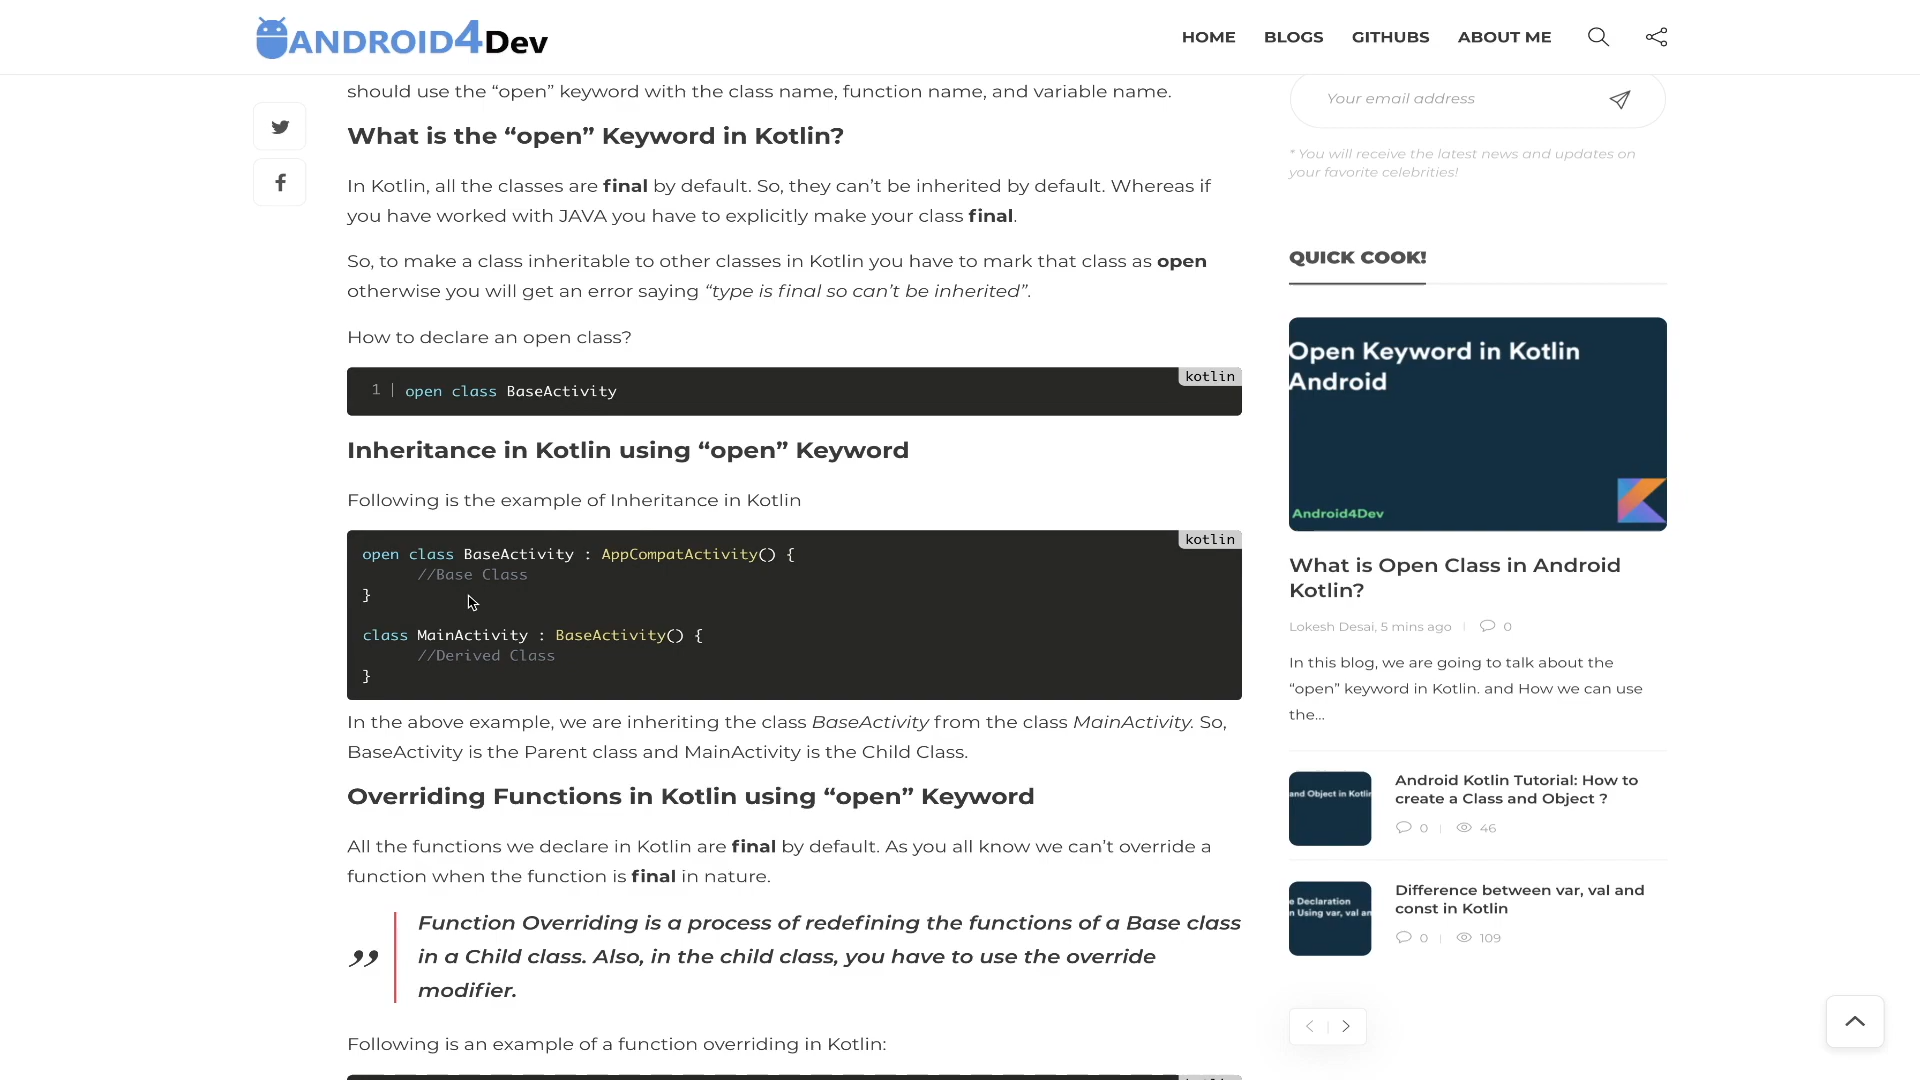 ANDROID4Dev
HOME BLOGS GITHUBS ABOUT ME
should use the “open” keyword with the class name, function name, and variable name.
What is the “open” Keyword in Kotlin?
In Kotlin, all the classes are final by default. So, they can’t be inherited by default. Whereas if
you have worked with JAVA you have to explicitly make your class final.
So, to make a class inheritable to other classes in Kotlin you have to mark that class as open
otherwise you will get an error saying “type is final so can’t be inherited”.
How to declare an open class?
kotlin
1 open class BaseActivity
Inheritance in Kotlin using “open” Keyword
Following is the example of Inheritance in Kotlin
kotlin
open class BaseActivity : AppCompatActivity() {
//Base Class
}
class MainActivity : BaseActivity() {
//Derived Class
}
In the above example, we are inheriting the class BaseActivity from the class MainActivity. So,
BaseActivity is the Parent class and MainActivity is the Child Class.
Overriding Functions in Kotlin using “open” Keyword
All the functions we declare in Kotlin are final by default. As you all know we can’t override a
function when the function is final in nature.
Function Overriding is a process of redefining the functions of a Base class
in a Child class. Also, in the child class, you have to use the override
modifier.
Following is an example of a function overriding in Kotlin:
Your email address
* You will receive the latest news and updates on
your favorite celebrities!
QUICK COOK!
Open Keyword in Kotlin
Android
Android4Dev
What is Open Class in Android
Kotlin?
Lokesh Desai, 5 mins ago 0
In this blog, we are going to talk about the
“open” keyword in Kotlin. and How we can use
the...
and Object in Kotlin
Android Kotlin Tutorial: How to
create a Class and Object ?
0 46
e Declaration
n Using var, val an
Difference between var, val and
const in Kotlin
0 109